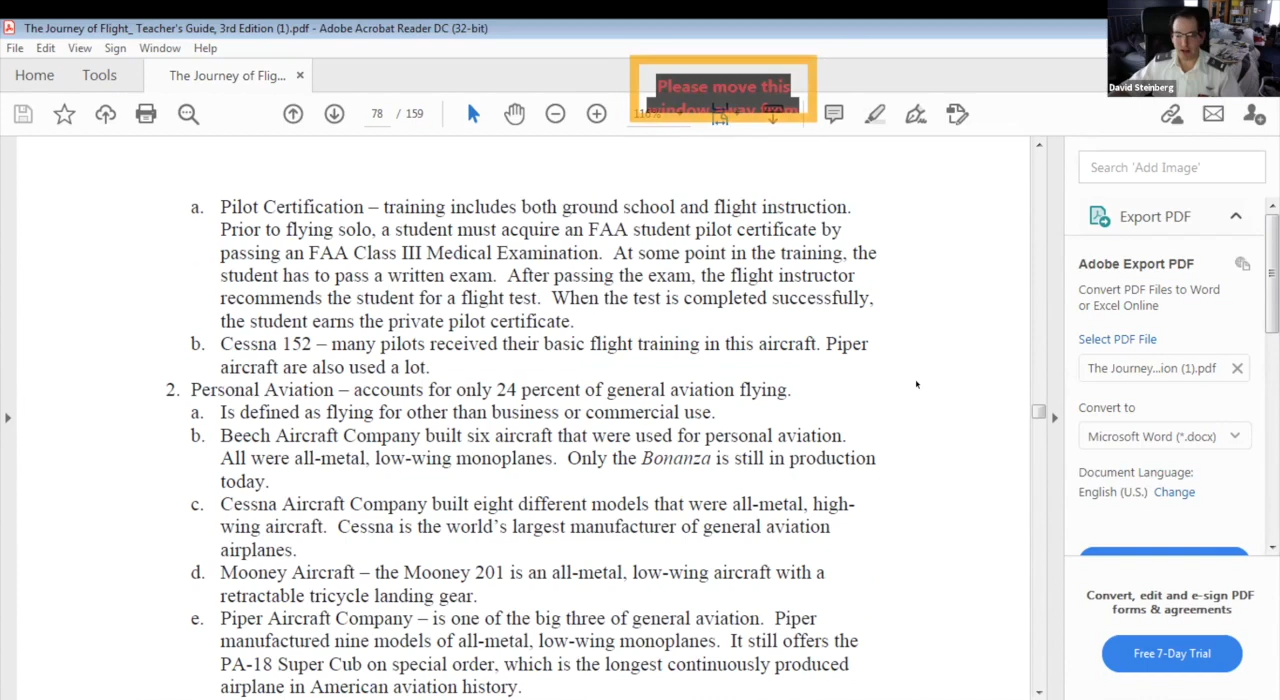 The Journey of Flight_ Teacher's Guide, 3rd Edition (1).pdf - Adobe Acrobat Reader DC (32-bit)
File Edit View Sign Window Help
Home Tools The Journey of Flig... ×
Please move this
window away from
78 / 159
David Steinberg
a. Pilot Certification – training includes both ground school and flight instruction.
Prior to flying solo, a student must acquire an FAA student pilot certificate by
passing an FAA Class III Medical Examination. At some point in the training, the
student has to pass a written exam. After passing the exam, the flight instructor
recommends the student for a flight test. When the test is completed successfully,
the student earns the private pilot certificate.
b. Cessna 152 – many pilots received their basic flight training in this aircraft. Piper
aircraft are also used a lot.
2. Personal Aviation – accounts for only 24 percent of general aviation flying.
a. Is defined as flying for other than business or commercial use.
b. Beech Aircraft Company built six aircraft that were used for personal aviation.
All were all-metal, low-wing monoplanes. Only the Bonanza is still in production
today.
c. Cessna Aircraft Company built eight different models that were all-metal, high-
wing aircraft. Cessna is the world's largest manufacturer of general aviation
airplanes.
d. Mooney Aircraft – the Mooney 201 is an all-metal, low-wing aircraft with a
retractable tricycle landing gear.
e. Piper Aircraft Company – is one of the big three of general aviation. Piper
manufactured nine models of all-metal, low-wing monoplanes. It still offers the
PA-18 Super Cub on special order, which is the longest continuously produced
airplane in American aviation history.
Search 'Add Image'
Export PDF
Adobe Export PDF
Convert PDF Files to Word
or Excel Online
Select PDF File
The Journey...ion (1).pdf
Convert to
Microsoft Word (*.docx)
Document Language:
English (U.S.) Change
Convert, edit and e-sign PDF
forms & agreements
Free 7-Day Trial